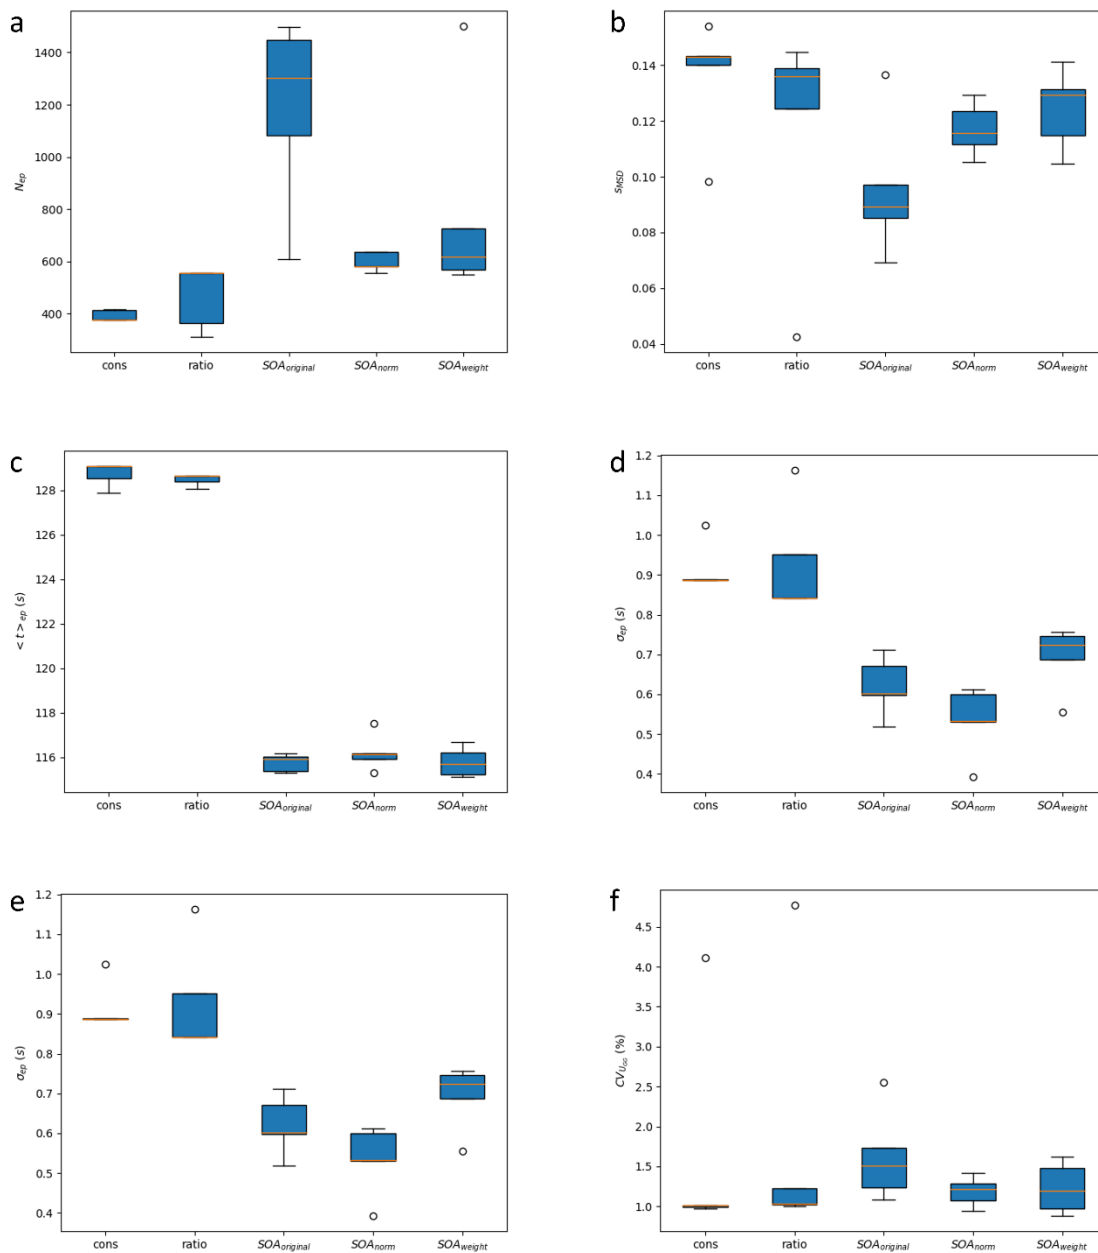 a
1400
1200
1000
800
600
400
N_ep
cons ratio SOA_original SOA_norm SOA_weight
b
0.14
0.12
0.10
0.08
0.06
0.04
s_MSD
cons ratio SOA_original SOA_norm SOA_weight
c
128
126
124
122
120
118
116
< t >_ep (s)
cons ratio SOA_original SOA_norm SOA_weight
d
1.2
1.1
1.0
0.9
0.8
0.7
0.6
0.5
0.4
σ_ep (s)
cons ratio SOA_original SOA_norm SOA_weight
e
1.2
1.1
1.0
0.9
0.8
0.7
0.6
0.5
0.4
σ_ep (s)
cons ratio SOA_original SOA_norm SOA_weight
f
4.5
4.0
3.5
3.0
2.5
2.0
1.5
1.0
CV_U_GG (%)
cons ratio SOA_original SOA_norm SOA_weight